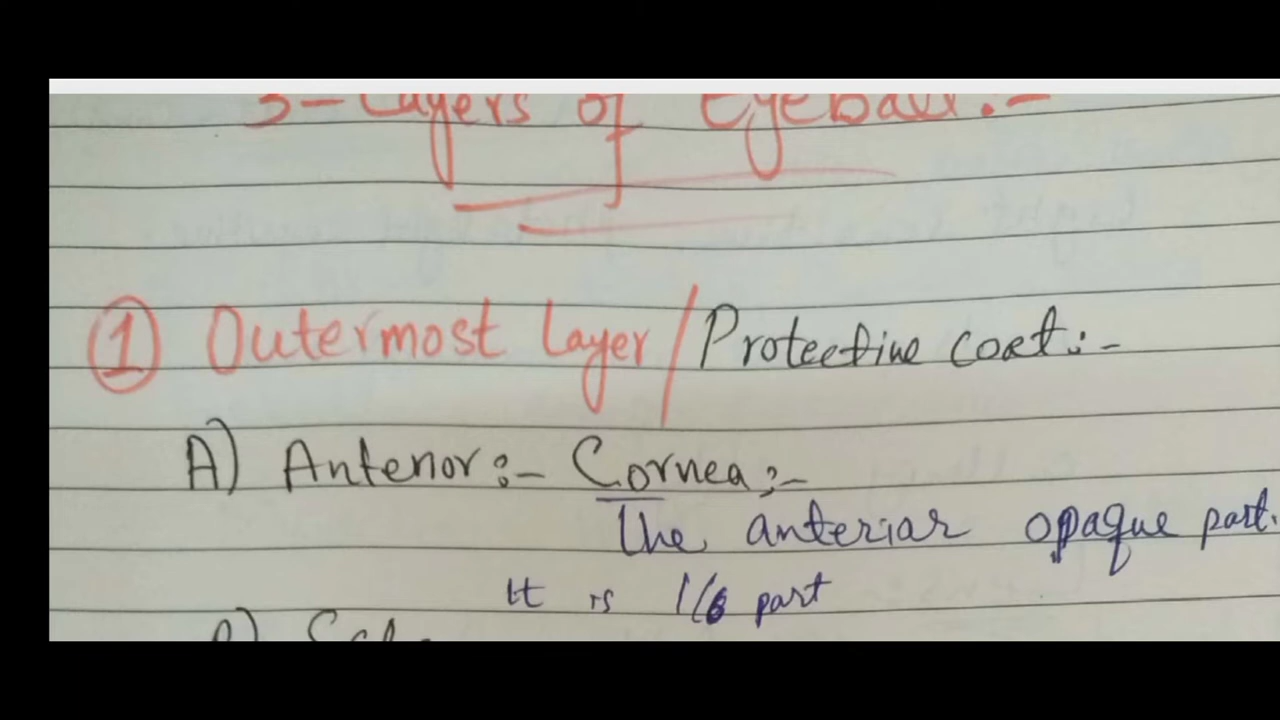 3-Layers of Eyeball:-
① Outermost layer/Protective coat:-
A) Anterior:- Cornea:-
The anteriar opaque part.
It is 1/6 part